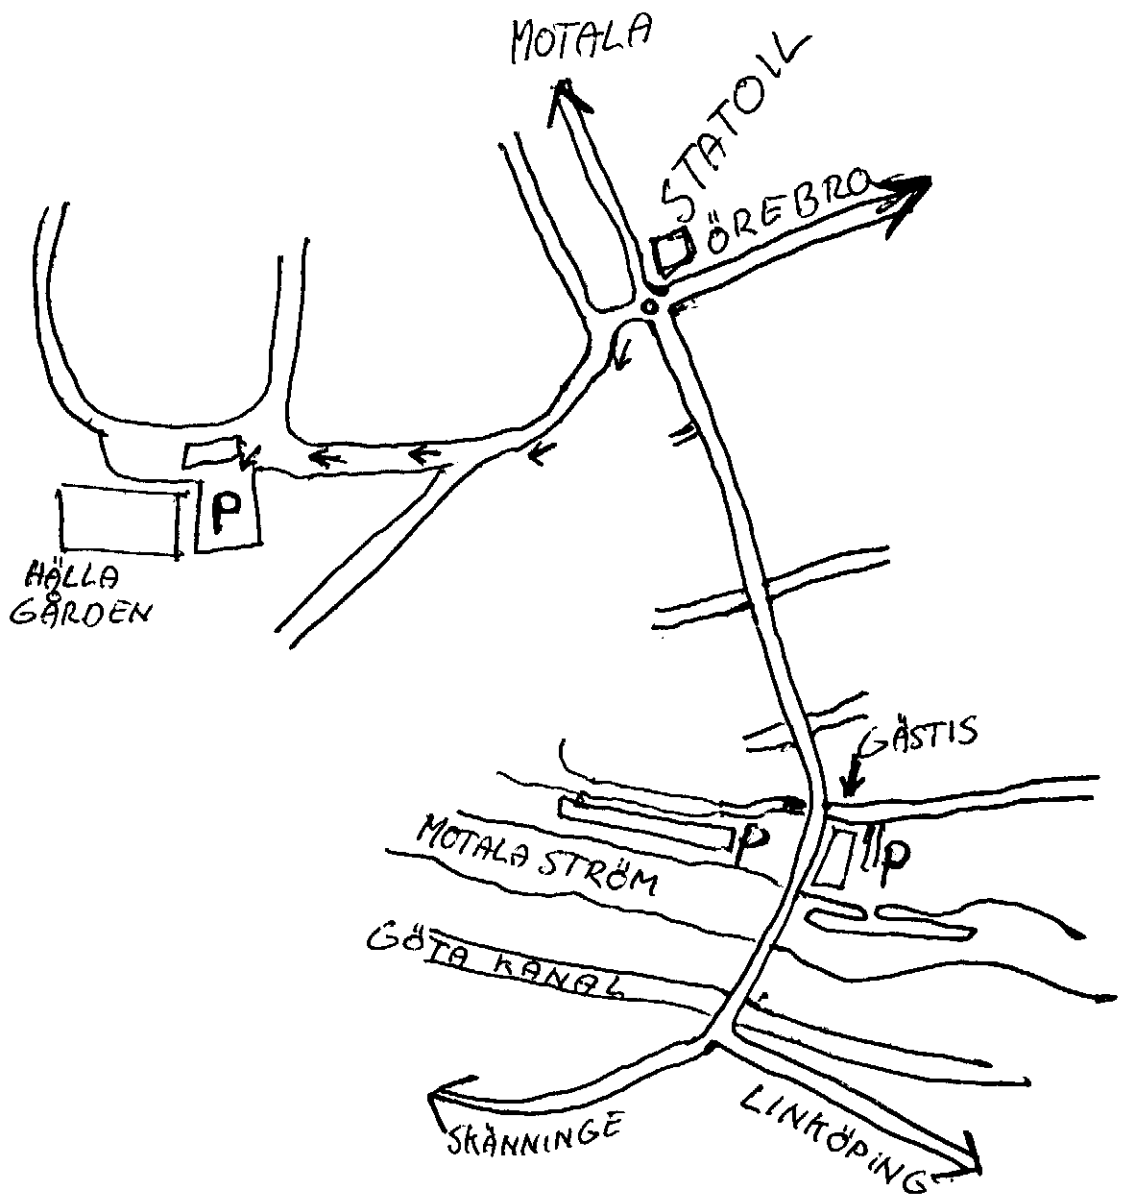 MOTALA
STATOIL
ÖREBRO
P
HÄLLA
GÅRDEN
GÄSTIS
P
P
MOTALA STRÖM
GÖTA KANAL
SKÄNNINGE
LINKÖPING